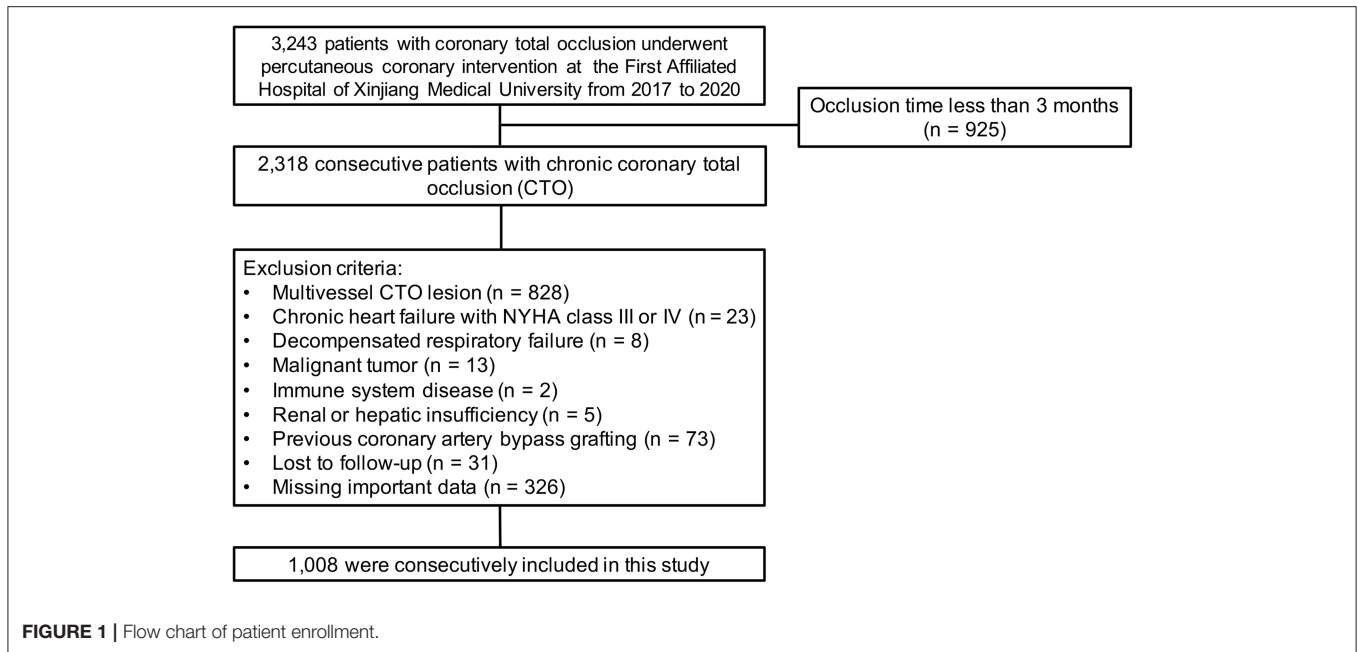 3,243 patients with coronary total occlusion underwent
percutaneous coronary intervention at the First Affiliated
Hospital of Xinjiang Medical University from 2017 to 2020
Occlusion time less than 3 months
(n = 925)
2,318 consecutive patients with chronic coronary total
occlusion (CTO)
Exclusion criteria:
• Multivessel CTO lesion (n = 828)
• Chronic heart failure with NYHA class III or IV (n = 23)
• Decompensated respiratory failure (n = 8)
• Malignant tumor (n = 13)
• Immune system disease (n = 2)
• Renal or hepatic insufficiency (n = 5)
• Previous coronary artery bypass grafting (n = 73)
• Lost to follow-up (n = 31)
• Missing important data (n = 326)
1,008 were consecutively included in this study
FIGURE 1 | Flow chart of patient enrollment.